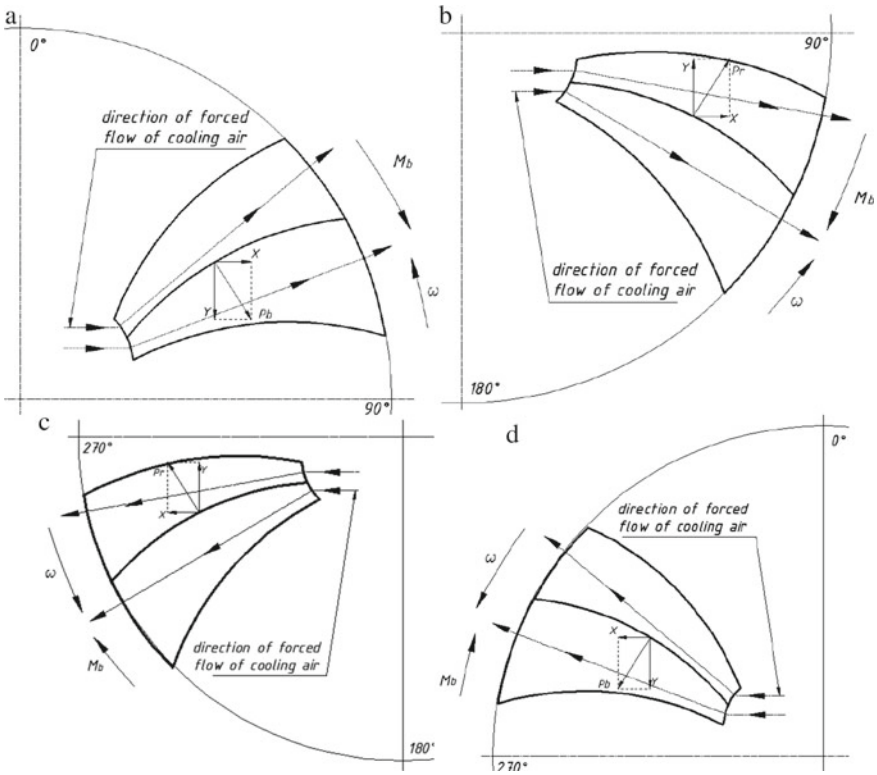 a
0°
direction of forced
flow of cooling air
Mb
ω
X
Y
Pb
90°
b
90°
Y
Pr
X
Mb
ω
direction of forced
flow of cooling air
180°
c
270°
Pr
Y
X
ω
Mb
direction of forced
flow of cooling air
180°
d
0°
direction of forced
flow of cooling air
ω
Mb
X
Pb
Y
270°